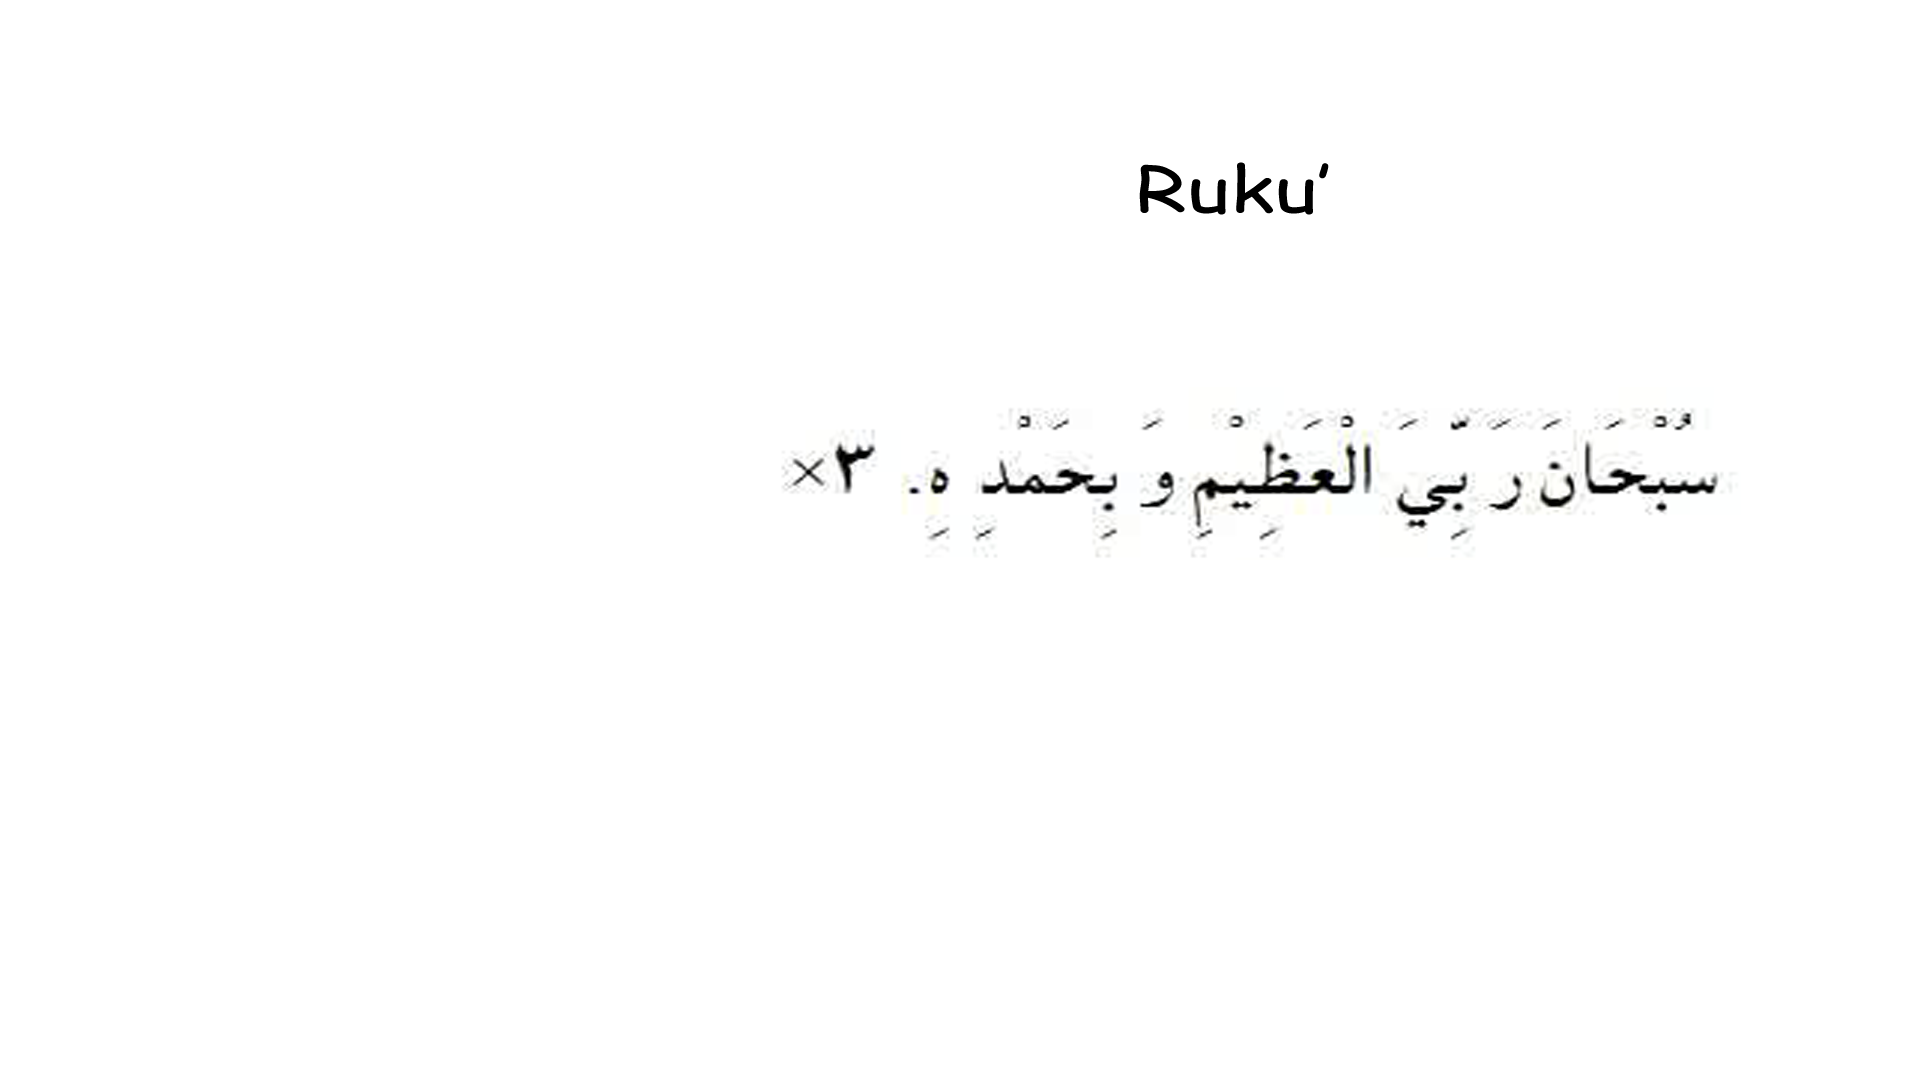 Ruku'
سُبْحَانَ رَ بِّيَ الْعَظِيْمِ وَ بِحَمْدِ هِ. ٣×